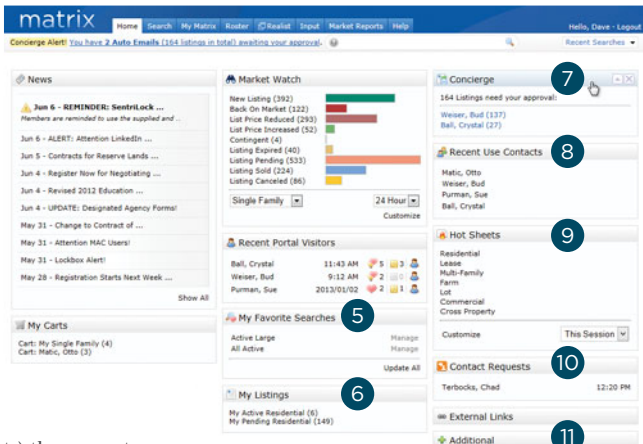 matrix
Home Search My Matrix Roster Realist Input Market Reports Help
Hello, Dave - Logout
Concierge Alert! You have 2 Auto Emails (164 listings in total) awaiting your approval.
Recent Searches
News
Jun 6 - REMINDER: SentriLock ...
Members are reminded to use the supplied and ..
Jun 6 - ALERT: Attention LinkedIn ...
Jun 5 - Contracts for Reserve Lands ...
Jun 4 - Register Now for Negotiating ...
Jun 4 - Revised 2012 Education ...
Jun 4 - UPDATE: Designated Agency Forms!
May 31 - Change to Contract of ...
May 31 - Attention MAC Users!
May 31 - Lockbox Alert!
May 28 - Registration Starts Next Week ...
Show All
My Carts
Cart: My Single Family (4)
Cart: Matic, Otto (3)
Market Watch
New Listing (392)
Back On Market (122)
List Price Reduced (293)
List Price Increased (52)
Contingent (4)
Listing Expired (40)
Listing Pending (533)
Listing Sold (224)
Listing Canceled (86)
Single Family 24 Hour
Customize
Recent Portal Visitors
Ball, Crystal 11:43 AM 5 3
Weiser, Bud 9:12 AM 2 0
Purman, Sue 2013/01/02 2 1
My Favorite Searches 5
Active Large Manage
All Active Manage
Update All
My Listings 6
My Active Residential (6)
My Pending Residential (149)
Concierge 7
164 Listings need your approval:
Weiser, Bud (137)
Ball, Crystal (27)
Recent Use Contacts 8
Matic, Otto
Weiser, Bud
Purman, Sue
Ball, Crystal
Hot Sheets 9
Residential
Lease
Multi-Family
Farm
Lot
Commercial
Cross Property
Customize This Session
Contact Requests 10
Terbocks, Chad 12:20 PM
External Links
Additional 11